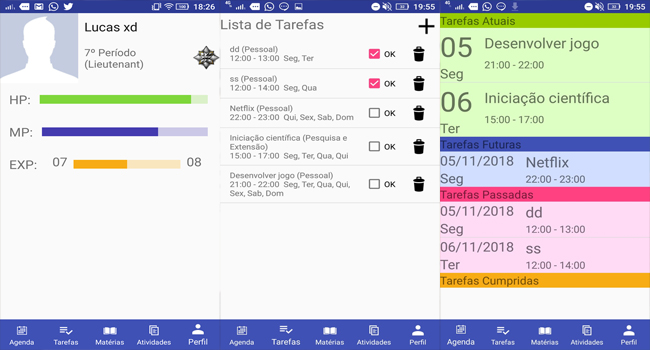 18:26
Lucas xd
7º Período
(Lieutenant)
HP:
MP:
EXP:
07
08
Agenda
Tarefas
Matérias
Atividades
Perfil
4G
19:55
Lista de Tarefas
+
dd (Pessoal)
12:00 - 13:00 Seg, Ter
OK
ss (Pessoal)
12:00 - 14:00 Seg, Qua
OK
Netflix (Pessoal)
22:00 - 23:00 Qui, Sex, Sab, Dom
OK
Iniciação científica (Pesquisa e
Extensão)
15:00 - 17:00 Seg, Ter, Qua, Qui
OK
Desenvolver jogo (Pessoal)
21:00 - 22:00 Seg, Ter, Qua, Qui,
Sex, Sab, Dom
OK
Agenda
Tarefas
Matérias
Atividades
Perfil
4G
19:55
Tarefas Atuais
05
Seg
Desenvolver jogo
21:00 - 22:00
06
Ter
Iniciação científica
15:00 - 17:00
Tarefas Futuras
05/11/2018
Seg
Netflix
22:00 - 23:00
Tarefas Passadas
05/11/2018
Seg
dd
12:00 - 13:00
06/11/2018
Ter
ss
12:00 - 14:00
Tarefas Cumpridas
Agenda
Tarefas
Matérias
Atividades
Perfil